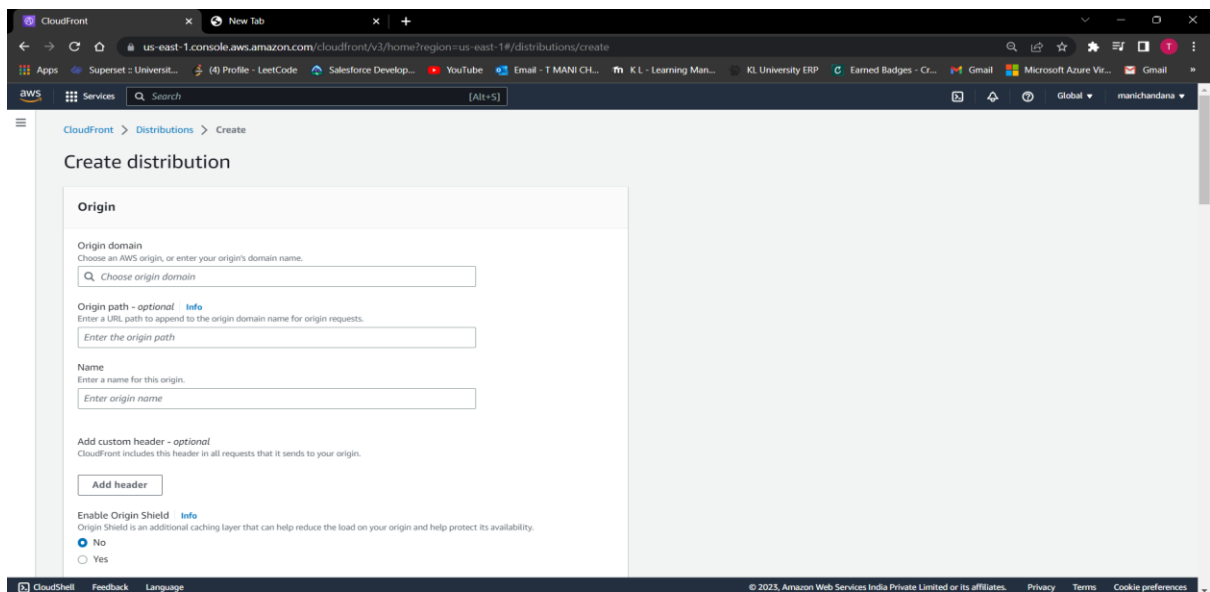 CloudFront
New Tab
us-east-1.console.aws.amazon.com/cloudfront/v3/home?region=us-east-1#/distributions/create
T
Apps Superset :: Universit... (4) Profile - LeetCode Salesforce Develop... YouTube Email - T MANI CH... K L - Learning Man... KL University ERP Earned Badges - Cr... Gmail Microsoft Azure Vir... Gmail »
aws Services Search [Alt+S] Global manichandana
CloudFront > Distributions > Create
Create distribution
Origin
Origin domain
Choose an AWS origin, or enter your origin's domain name.
Choose origin domain
Origin path - optional Info
Enter a URL path to append to the origin domain name for origin requests.
Enter the origin path
Name
Enter a name for this origin.
Enter origin name
Add custom header - optional
CloudFront includes this header in all requests that it sends to your origin.
Add header
Enable Origin Shield Info
Origin Shield is an additional caching layer that can help reduce the load on your origin and help protect its availability.
No
Yes
CloudShell Feedback Language © 2023, Amazon Web Services India Private Limited or its affiliates. Privacy Terms Cookie preferences